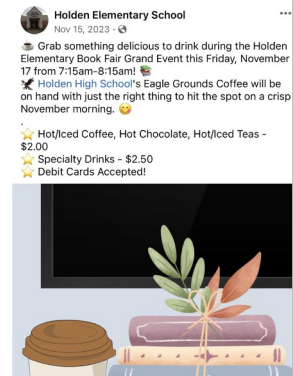 Holden Elementary School
Nov 15, 2023 ·
☕ Grab something delicious to drink during the Holden
Elementary Book Fair Grand Event this Friday, November
17 from 7:15am-8:15am! 📚
🦅 Holden High School's Eagle Grounds Coffee will be
on hand with just the right thing to hit the spot on a crisp
November morning. 😋
.
⭐ Hot/Iced Coffee, Hot Chocolate, Hot/Iced Teas -
$2.00
⭐ Specialty Drinks - $2.50
⭐ Debit Cards Accepted!